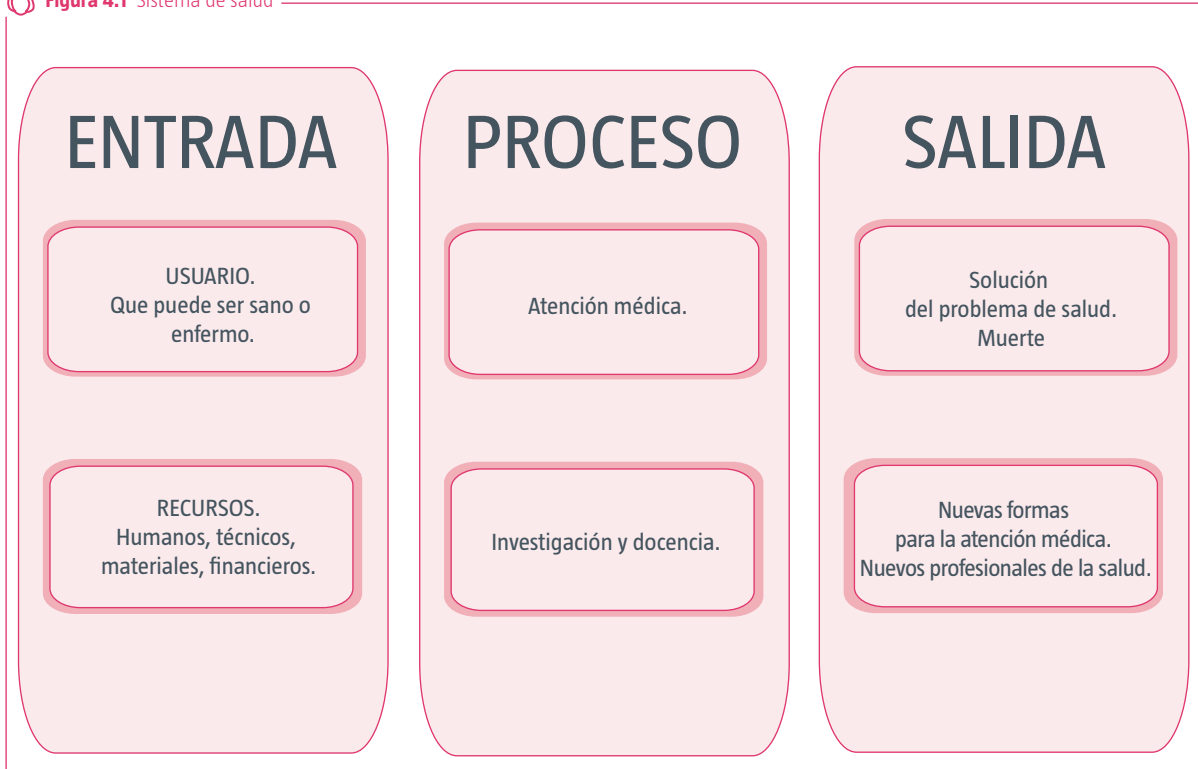 Figura 4.1 Sistema de salud
ENTRADA
USUARIO.
Que puede ser sano o
enfermo.
RECURSOS.
Humanos, técnicos,
materiales, financieros.
PROCESO
Atención médica.
Investigación y docencia.
SALIDA
Solución
del problema de salud.
Muerte
Nuevas formas
para la atención médica.
Nuevos profesionales de la salud.